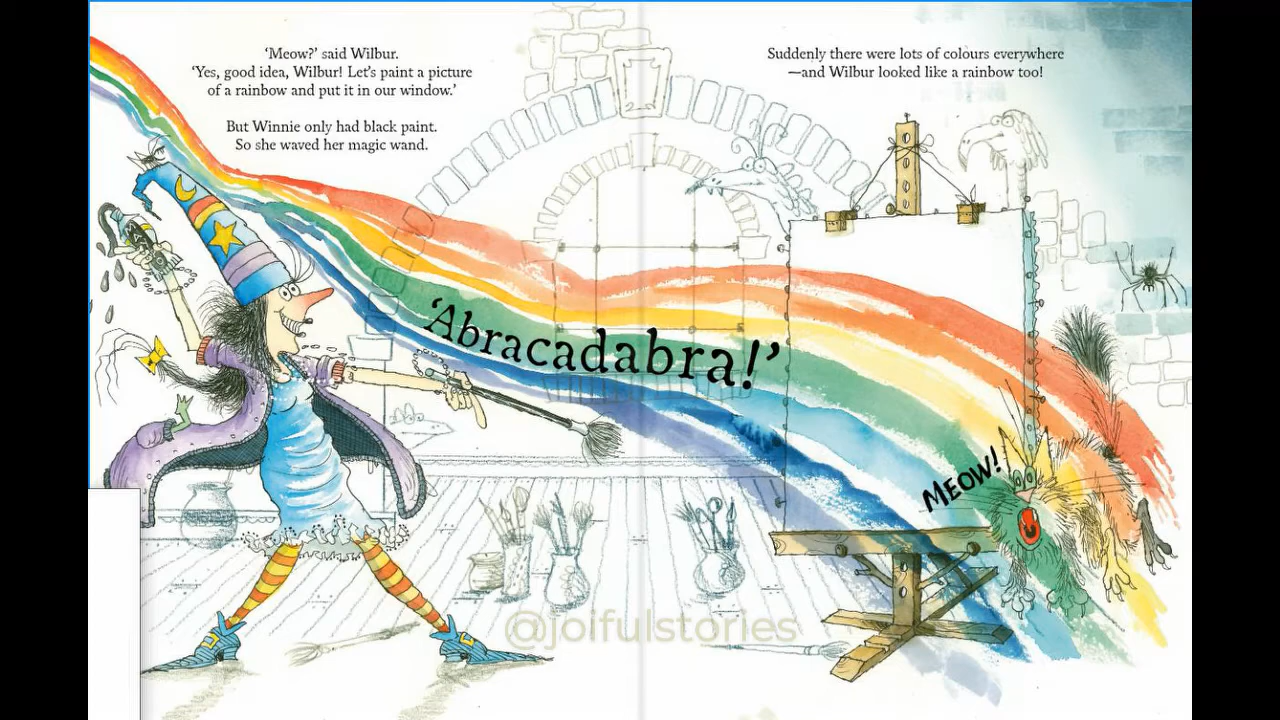 ‘Meow?’ said Wilbur.
‘Yes, good idea, Wilbur! Let’s paint a picture
of a rainbow and put it in our window.’
But Winnie only had black paint.
So she waved her magic wand.
Suddenly there were lots of colours everywhere
—and Wilbur looked like a rainbow too!
‘Abracadabra!’
MEOW!
@joifulstories